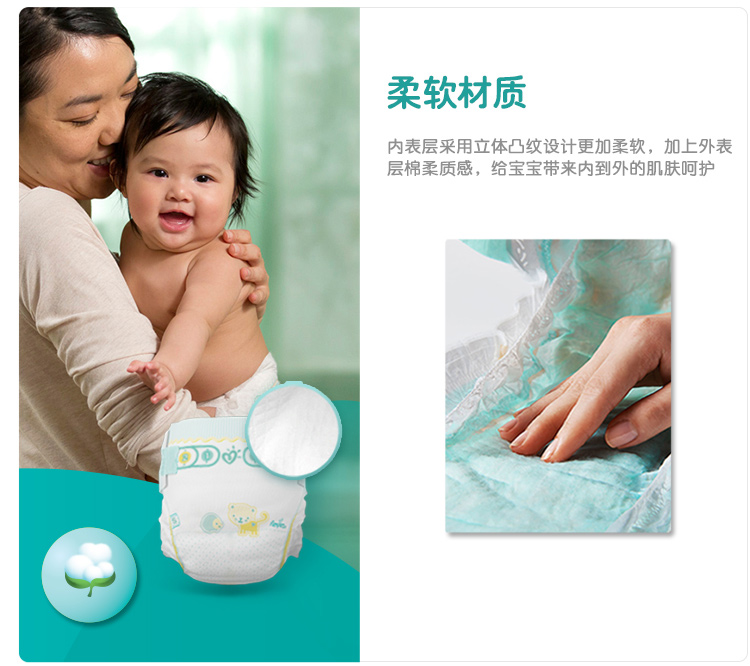 柔软材质
内表层采用立体凸纹设计更加柔软，加上外表
层棉柔质感，给宝宝带来内到外的肌肤呵护